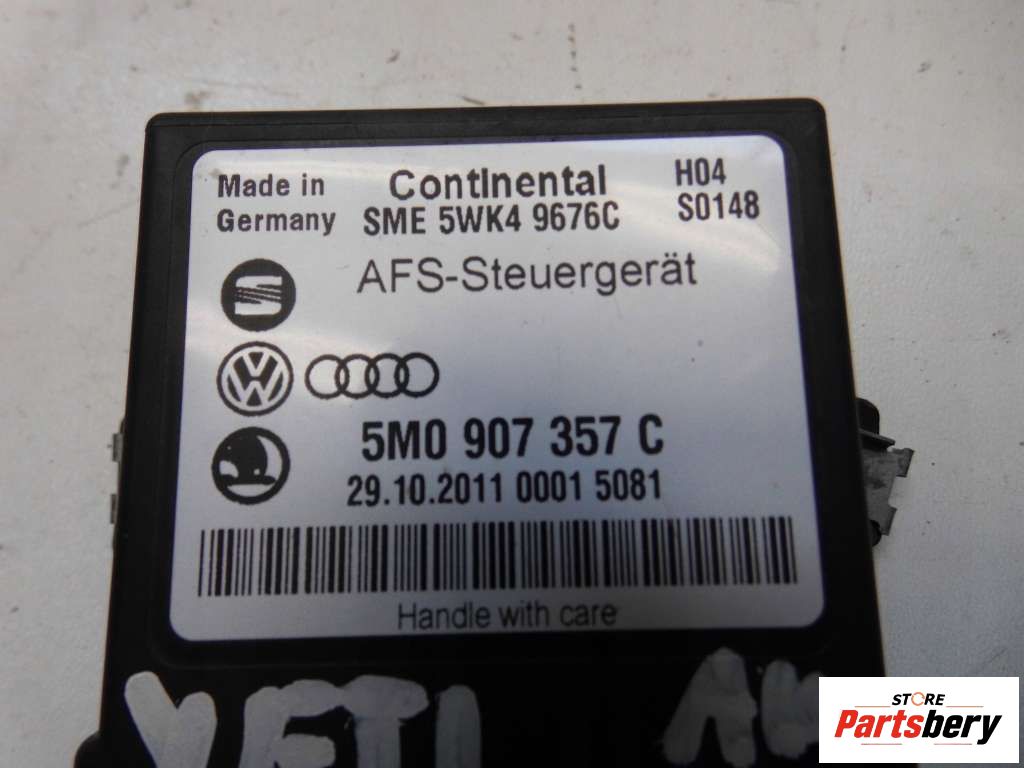 Made in Germany
Continental
SME 5WK4 9676C
H04
S0148
AFS-Steuergerät
5M0 907 357 C
29.10.2011 0001 5081
Handle with care
YETI
STORE
Partsbery